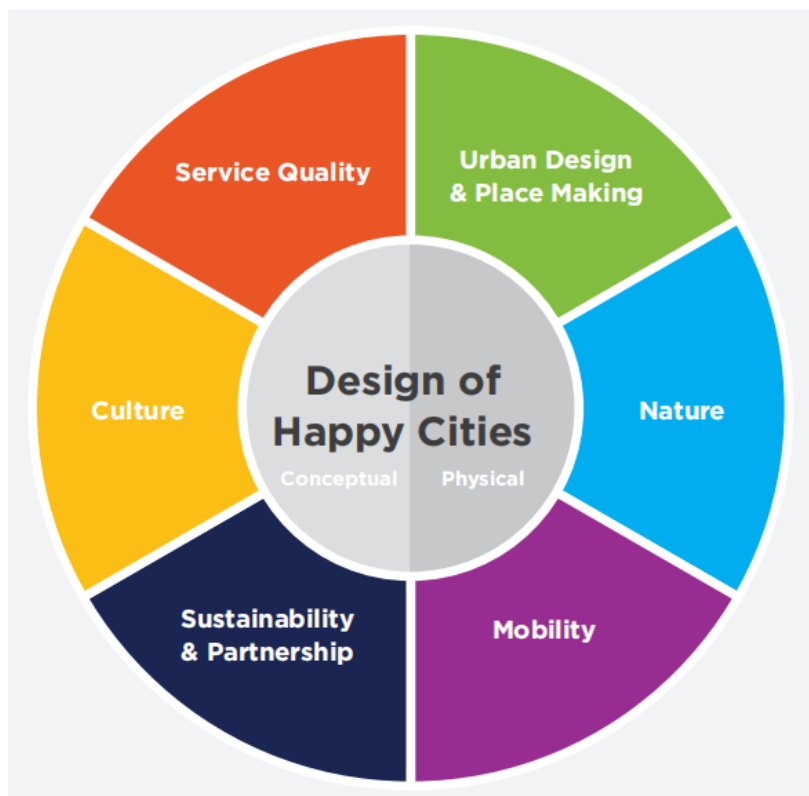 Service Quality
Urban Design
& Place Making
Culture
Design of
Happy Cities
Conceptual
Physical
Nature
Sustainability
& Partnership
Mobility